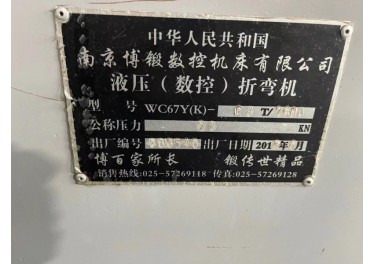 中华人民共和国
南京博锻数控机床有限公司
液压（数控）折弯机
型 号 WC67Y(K)- T/
公称压力 KN
出厂编号 出厂日期 201
博百家所长 锻传世精品
销售热线:025-57269118 传真:025-57269128